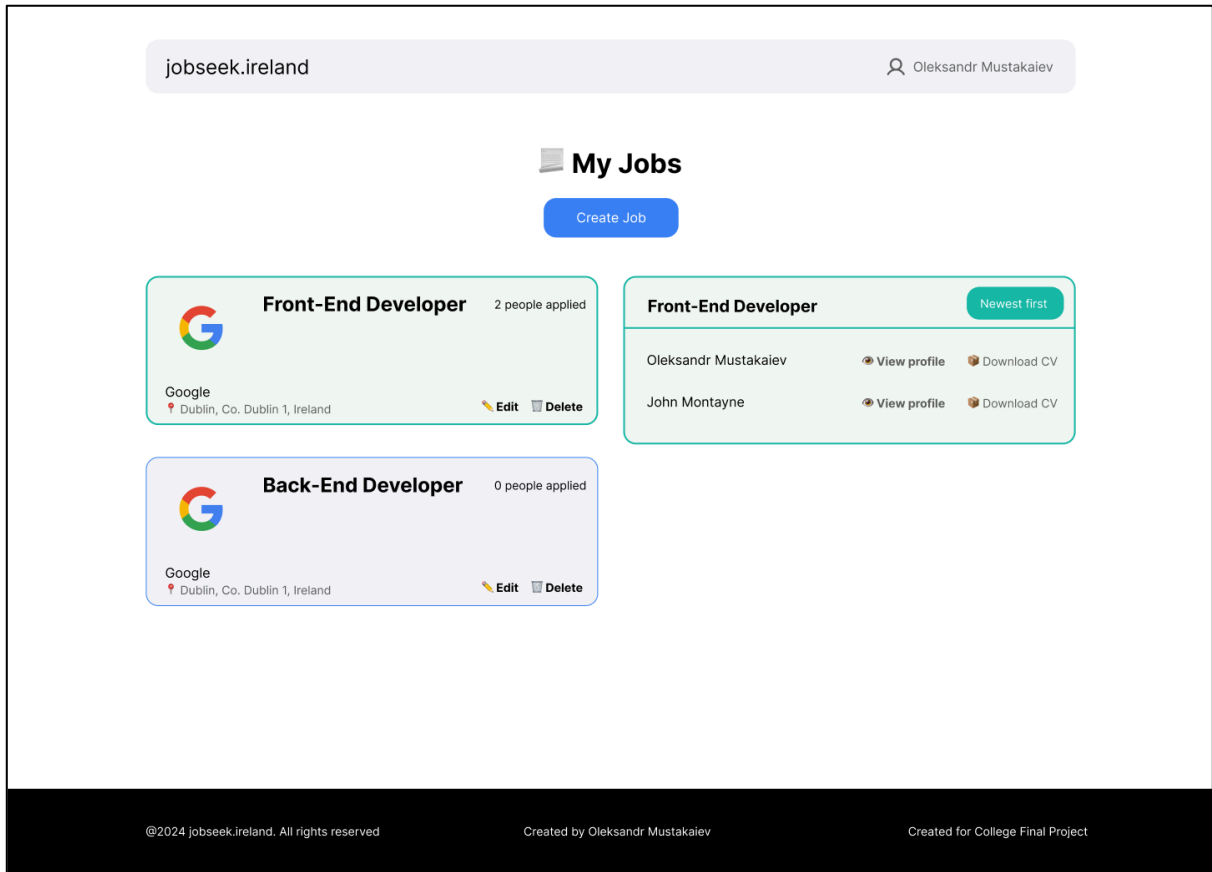 jobseek.ireland
Oleksandr Mustakaiev
My Jobs
Create Job
Front-End Developer
2 people applied
Google
Dublin, Co. Dublin 1, Ireland
Edit
Delete
Front-End Developer
Newest first
Oleksandr Mustakaiev
View profile
Download CV
John Montayne
View profile
Download CV
Back-End Developer
0 people applied
Google
Dublin, Co. Dublin 1, Ireland
Edit
Delete
@2024 jobseek.ireland. All rights reserved
Created by Oleksandr Mustakaiev
Created for College Final Project